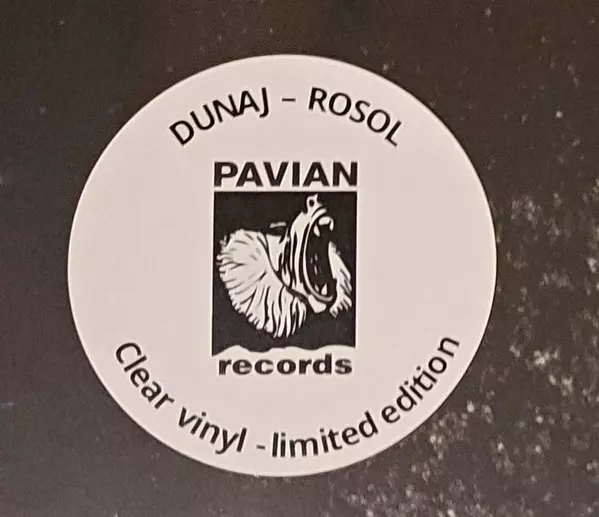 DUNAJ – ROSOL
PAVIAN
records
Clear vinyl - limited edition